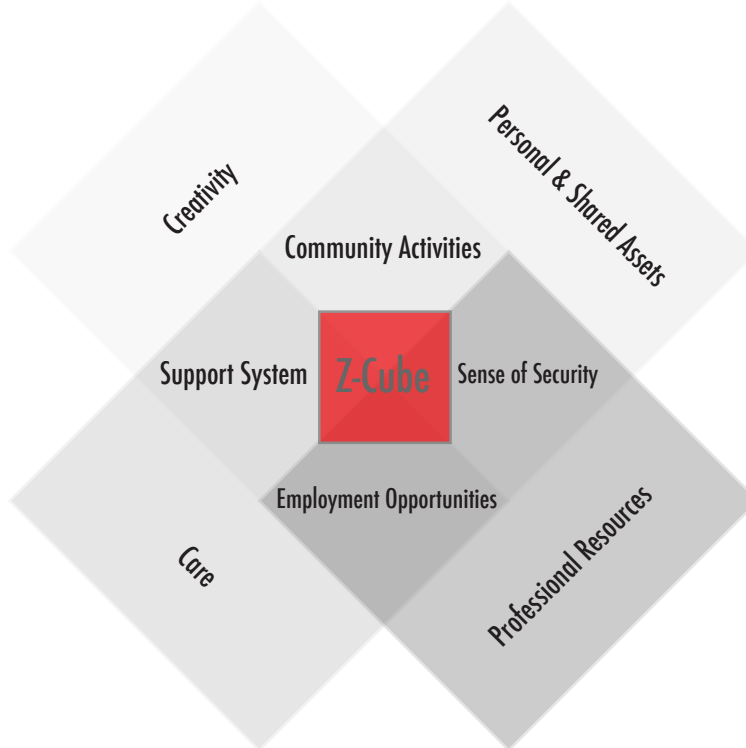 Creativity
Personal & Shared Assets
Community Activities
Support System
Z-Cube
Sense of Security
Employment Opportunities
Care
Professional Resources